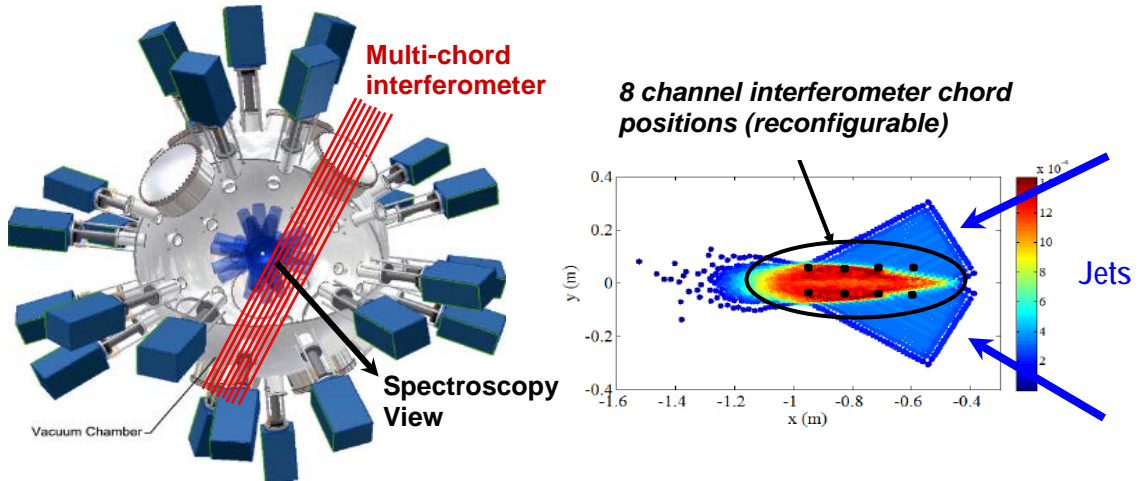 Multi-chord
interferometer
Spectroscopy
View
Vacuum Chamber
8 channel interferometer chord
positions (reconfigurable)
x 10⁻⁴
0.4
0.2
0
-0.2
-0.4
y (m)
-1.6
-1.4
-1.2
-1
-0.8
-0.6
-0.4
x (m)
14
12
10
8
6
4
2
Jets